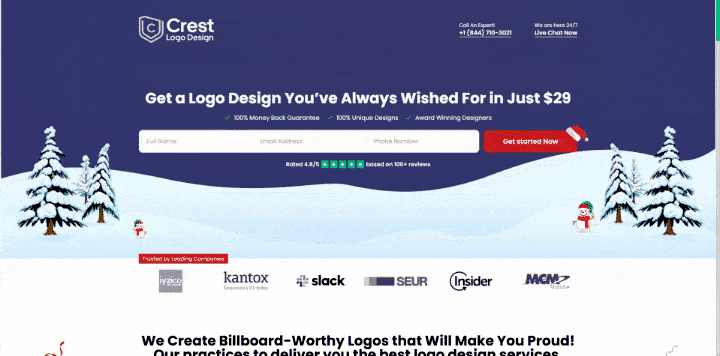 Crest
Logo Design
Call An Expert!
+1 (844) 710-3021
We are here 24/7
Live Chat Now
Get a Logo Design You’ve Always Wished For in Just $29
100% Money Back Guarantee
100% Unique Designs
Award Winning Designers
Full Name
Email Address
Phone Number
Get started Now
Rated 4.8/5
based on 100+ reviews
Trusted by Leading Companies
iyzico
kantox
slack
SEUR
Insider
MCM
We Create Billboard-Worthy Logos that Will Make You Proud!
Our practices to deliver you the best logo design services